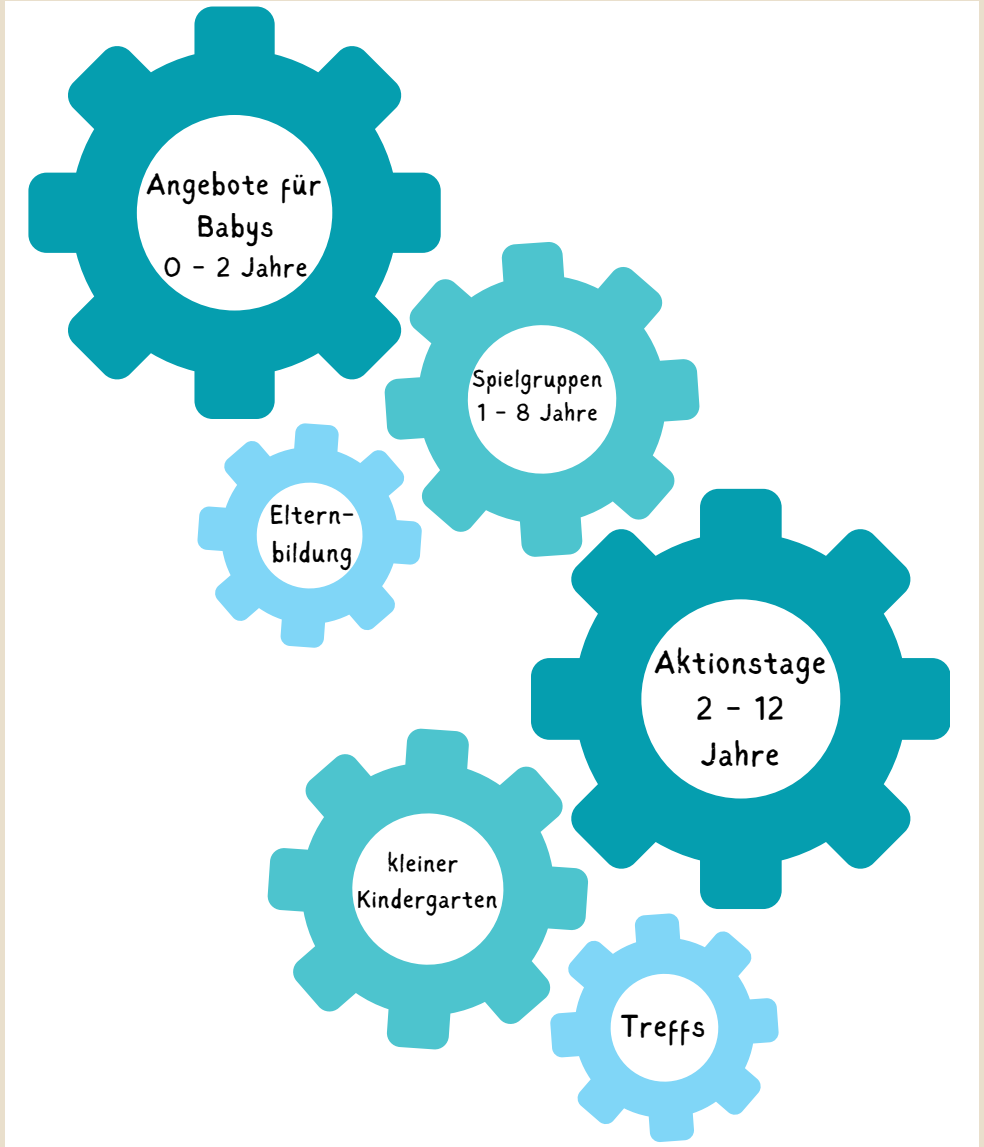 Angebote für
Babys
0 - 2 Jahre
Spielgruppen
1 - 8 Jahre
Eltern-
bildung
Aktionstage
2 - 12
Jahre
kleiner
Kindergarten
Treffs